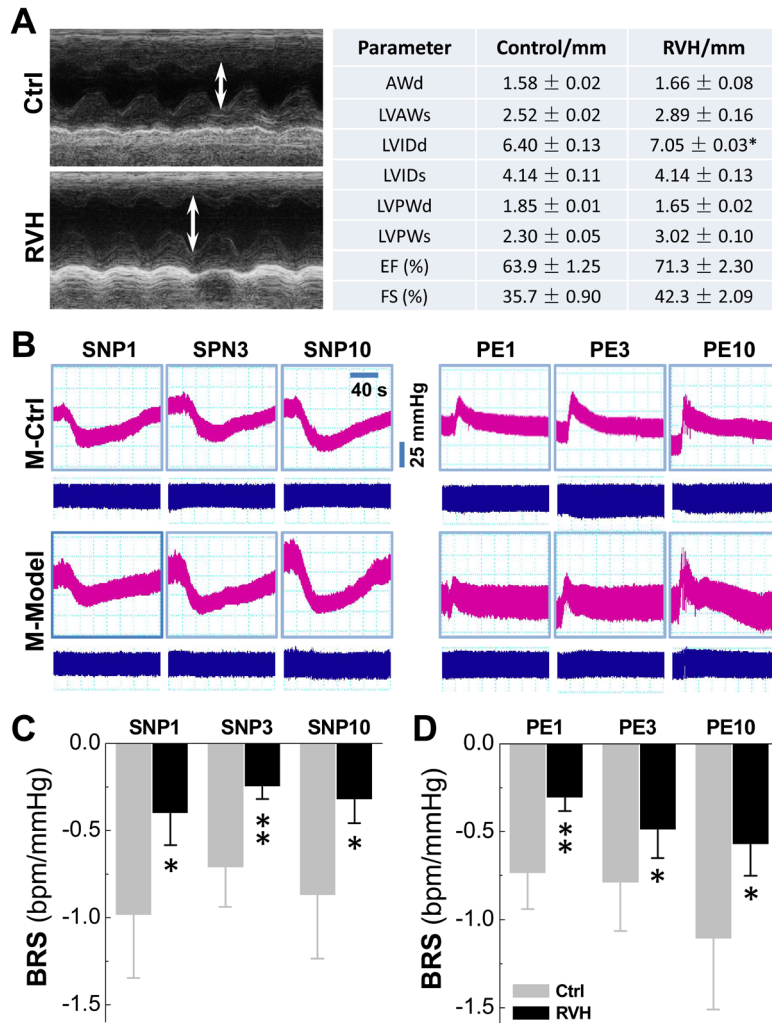 A
Ctrl
RVH
Parameter Control/mm RVH/mm
AWd 1.58 ± 0.02 1.66 ± 0.08
LVAWs 2.52 ± 0.02 2.89 ± 0.16
LVIDd 6.40 ± 0.13 7.05 ± 0.03*
LVIDs 4.14 ± 0.11 4.14 ± 0.13
LVPWd 1.85 ± 0.01 1.65 ± 0.02
LVPWs 2.30 ± 0.05 3.02 ± 0.10
EF (%) 63.9 ± 1.25 71.3 ± 2.30
FS (%) 35.7 ± 0.90 42.3 ± 2.09
B
SNP1 SPN3 SNP10 PE1 PE3 PE10
40 s
25 mmHg
M-Ctrl
M-Model
C
SNP1 SNP3 SNP10
BRS (bpm/mmHg)
0.0
-0.5
-1.0
-1.5
* ** *
D
PE1 PE3 PE10
BRS (bpm/mmHg)
0.0
-0.5
-1.0
-1.5
** * *
Ctrl
RVH